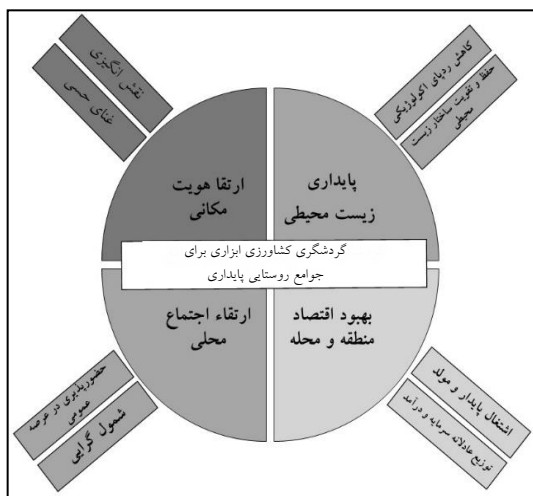 کاهش ردپای اکولوژیکی
حفظ و تقویت ساختار زیست
محیطی
نقش انگیزی
غنای حسی
پایداری
زیست محیطی
ارتقا هویت
مکانی
گردشگری کشاورزی ابزاری برای
جوامع روستایی پایداری
بهبود اقتصاد
منطقه و محله
ارتقاء اجتماع
محلی
اشتغال پایدار و مولد
توزیع عادلانه سرمایه و درآمد
حضورپذیری در عرصه
عمومی
شمول گرایی